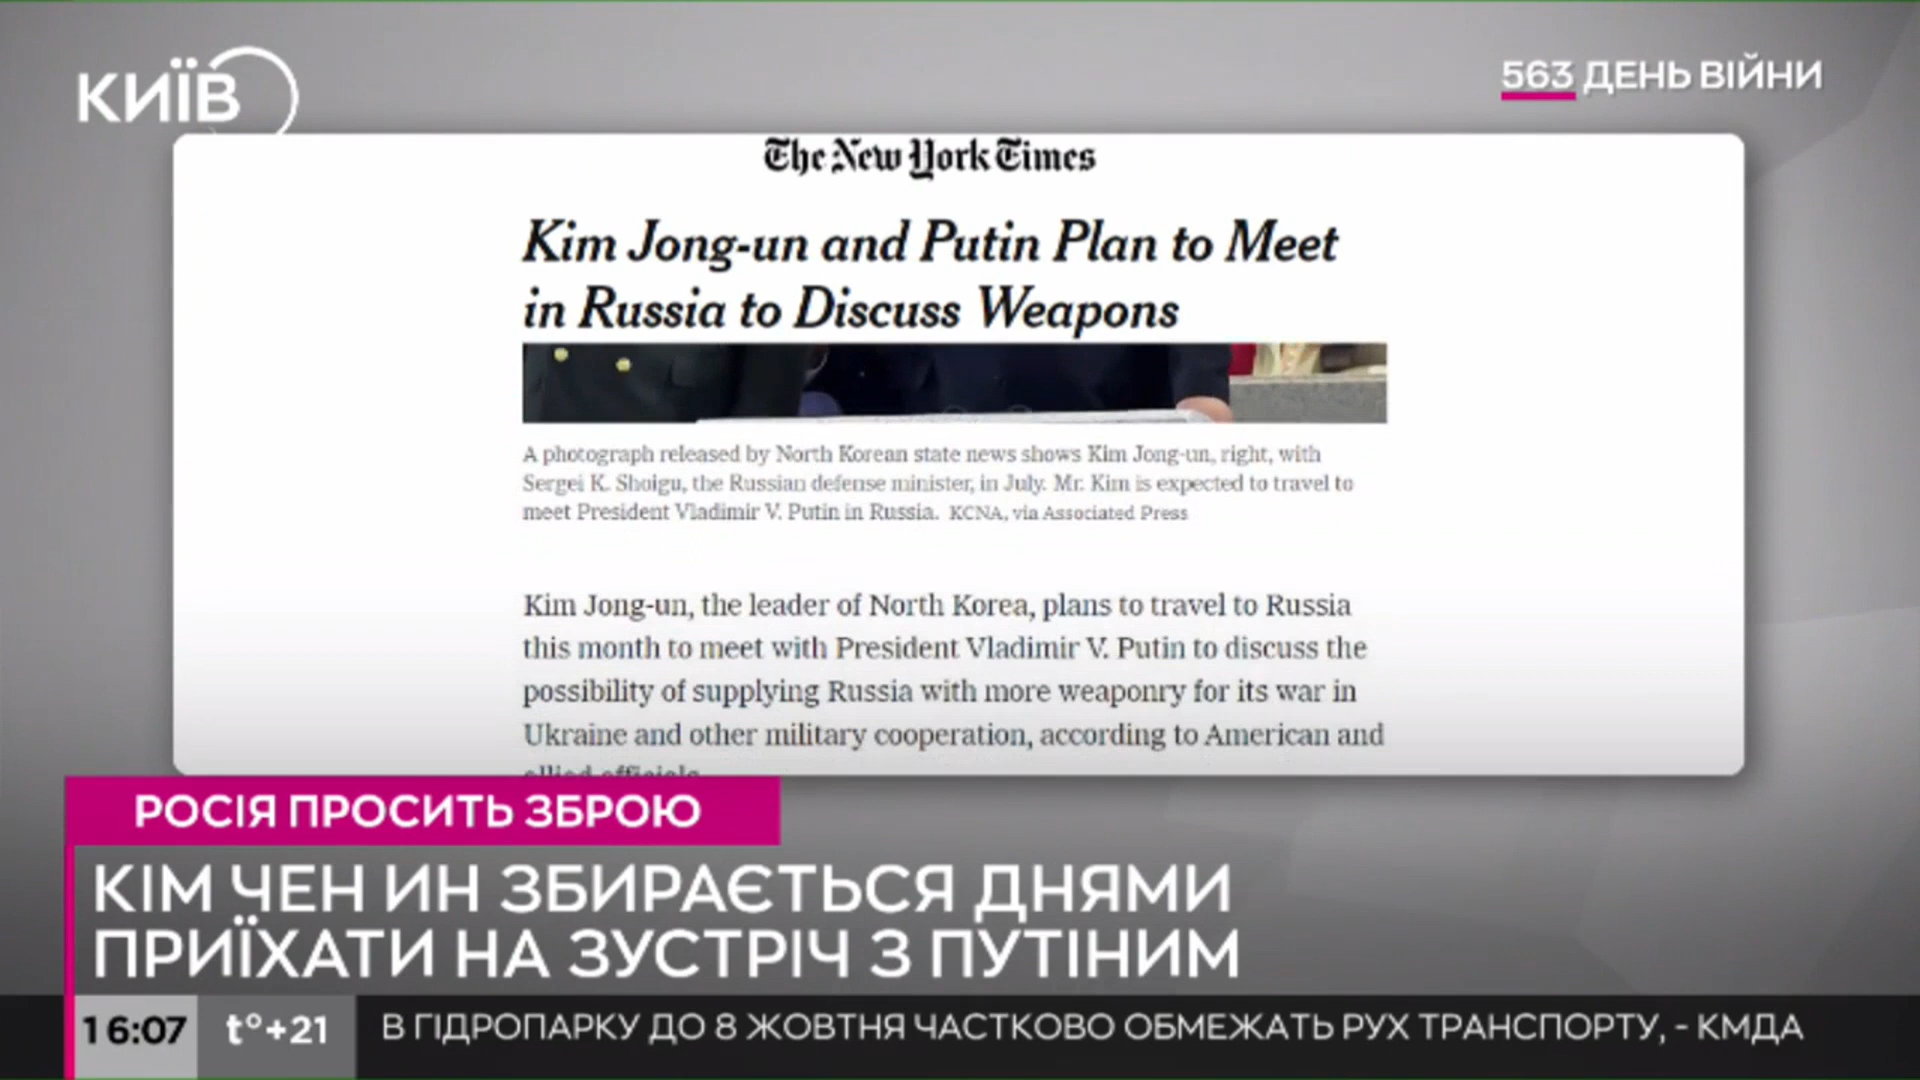 КИЇВ
563 ДЕНЬ ВІЙНИ
The New York Times
Kim Jong-un and Putin Plan to Meet
in Russia to Discuss Weapons
A photograph released by North Korean state news shows Kim Jong-un, right, with
Sergei K. Shoigu, the Russian defense minister, in July. Mr. Kim is expected to travel to
meet President Vladimir V. Putin in Russia. KCNA, via Associated Press
Kim Jong-un, the leader of North Korea, plans to travel to Russia
this month to meet with President Vladimir V. Putin to discuss the
possibility of supplying Russia with more weaponry for its war in
Ukraine and other military cooperation, according to American and
allied officials.
РОСІЯ ПРОСИТЬ ЗБРОЮ
КІМ ЧЕН ИН ЗБИРАЄТЬСЯ ДНЯМИ
ПРИЇХАТИ НА ЗУСТРІЧ З ПУТІНИМ
16:07 t°+21 В ГІДРОПАРКУ ДО 8 ЖОВТНЯ ЧАСТКОВО ОБМЕЖАТЬ РУХ ТРАНСПОРТУ, - КМДА